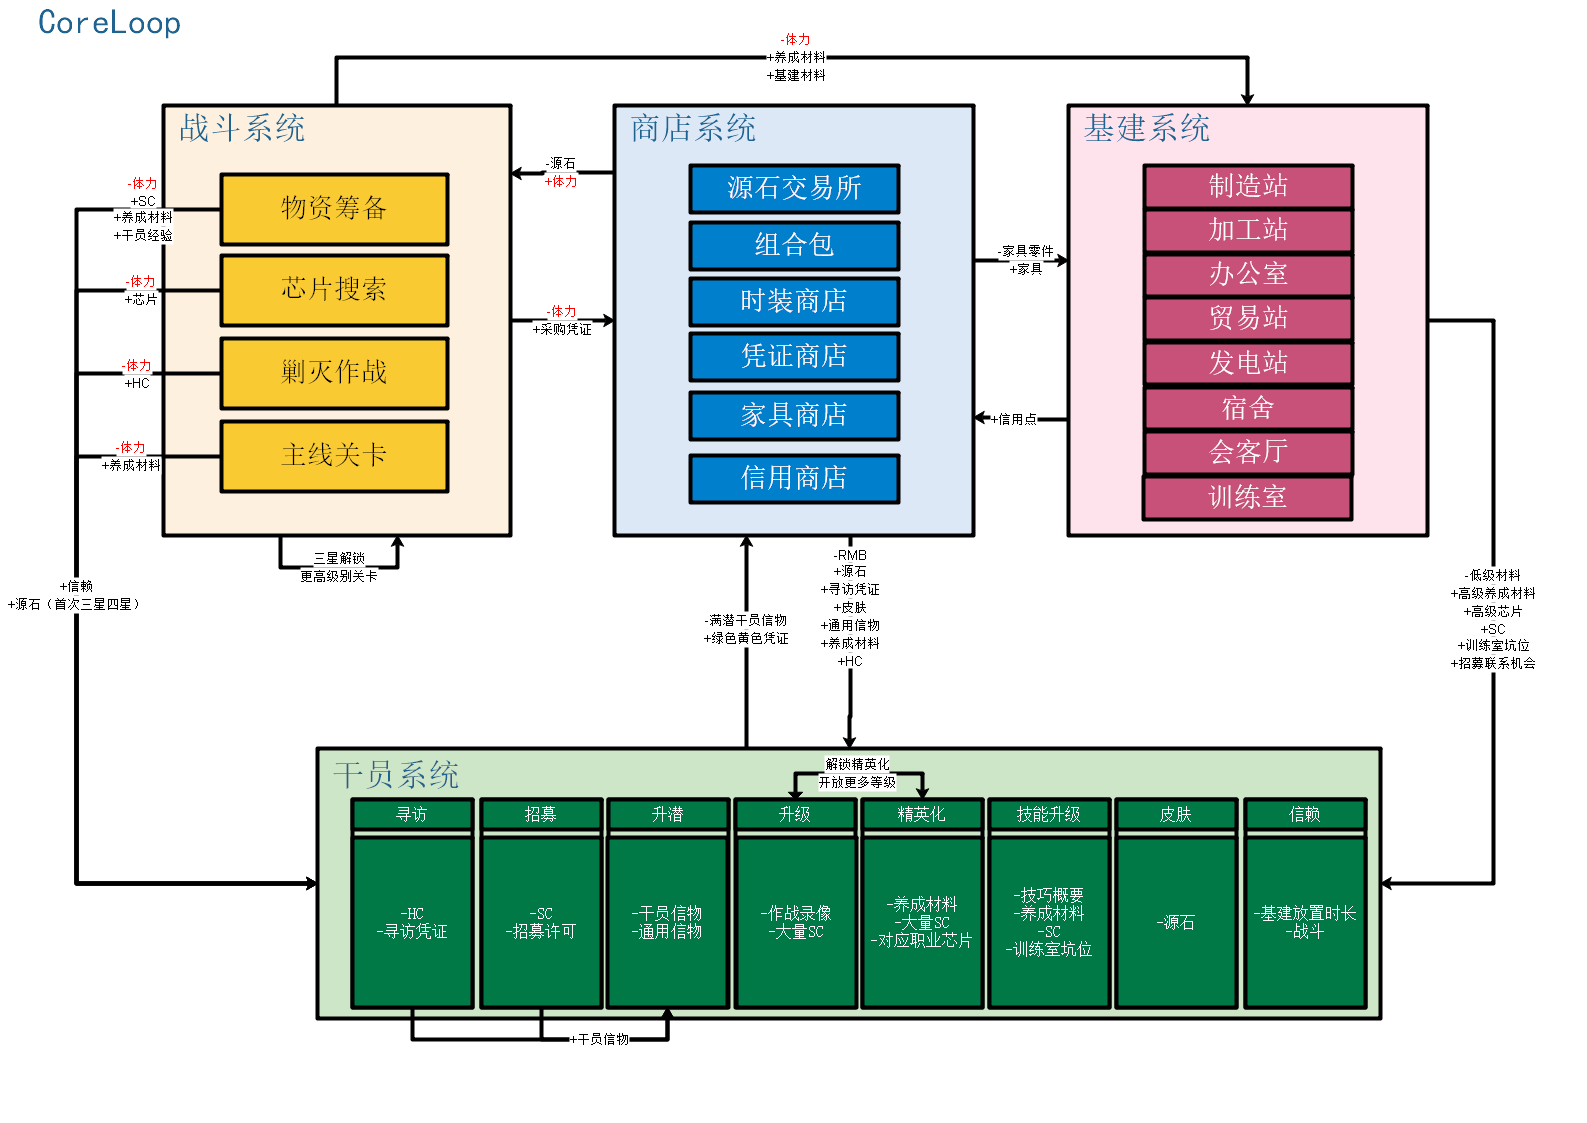 CoreLoop
-体力
+养成材料
+基建材料
战斗系统
物资筹备
芯片搜索
剿灭作战
主线关卡
-体力
+SC
+养成材料
+干员经验
-体力
+芯片
-体力
+HC
-体力
+养成材料
+信赖
+源石（首次三星四星）
三星解锁
更高级别关卡
-源石
+体力
-体力
+采购凭证
商店系统
源石交易所
组合包
时装商店
凭证商店
家具商店
信用商店
-家具零件
+家具
+信用点
基建系统
制造站
加工站
办公室
贸易站
发电站
宿舍
会客厅
训练室
-满潜干员信物
+绿色黄色凭证
-RMB
+源石
+寻访凭证
+皮肤
+通用信物
+养成材料
+HC
-低级材料
+高级养成材料
+高级芯片
+SC
+训练室坑位
+招募联系机会
干员系统
解锁精英化
开放更多等级
寻访
-HC
-寻访凭证
招募
-SC
-招募许可
升潜
-干员信物
-通用信物
升级
-作战录像
-大量SC
精英化
-养成材料
-大量SC
-对应职业芯片
技能升级
-技巧概要
-养成材料
-SC
-训练室坑位
皮肤
-源石
信赖
-基建放置时长
-战斗
+干员信物